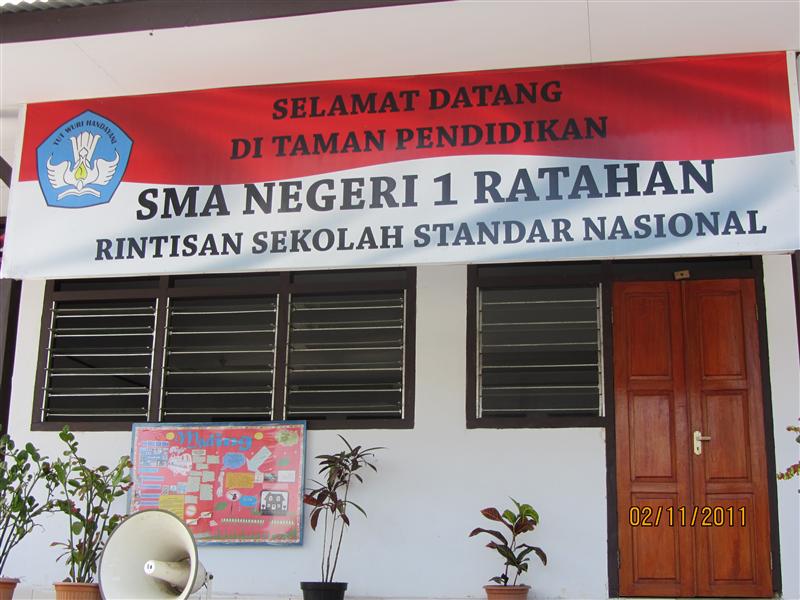 SELAMAT DATANG
DI TAMAN PENDIDIKAN
TUT WURI HANDAYANI
SMA NEGERI 1 RATAHAN
RINTISAN SEKOLAH STANDAR NASIONAL
Mading
02/11/2011